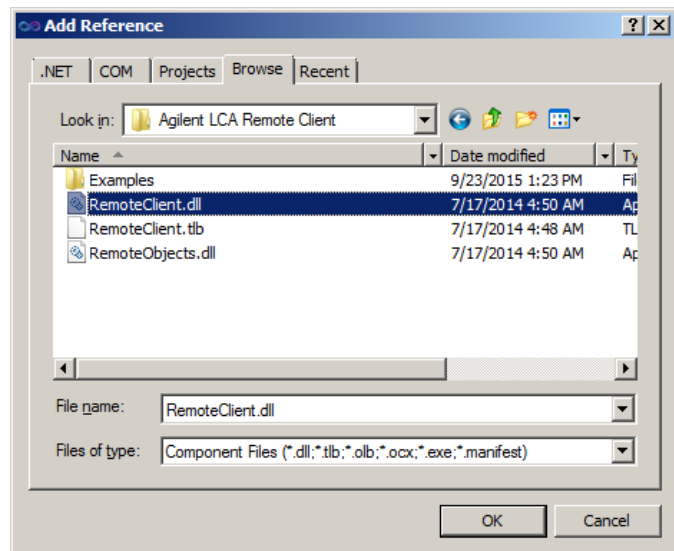 Add Reference
.NET COM Projects Browse Recent
Look in: Agilent LCA Remote Client
Name Date modified Ty
Examples 9/23/2015 1:23 PM Fil
RemoteClient.dll 7/17/2014 4:50 AM Ap
RemoteClient.tlb 7/17/2014 4:48 AM TL
RemoteObjects.dll 7/17/2014 4:50 AM Ap
File name: RemoteClient.dll
Files of type: Component Files (*.dll;*.tlb;*.olb;*.ocx;*.exe;*.manifest)
OK Cancel